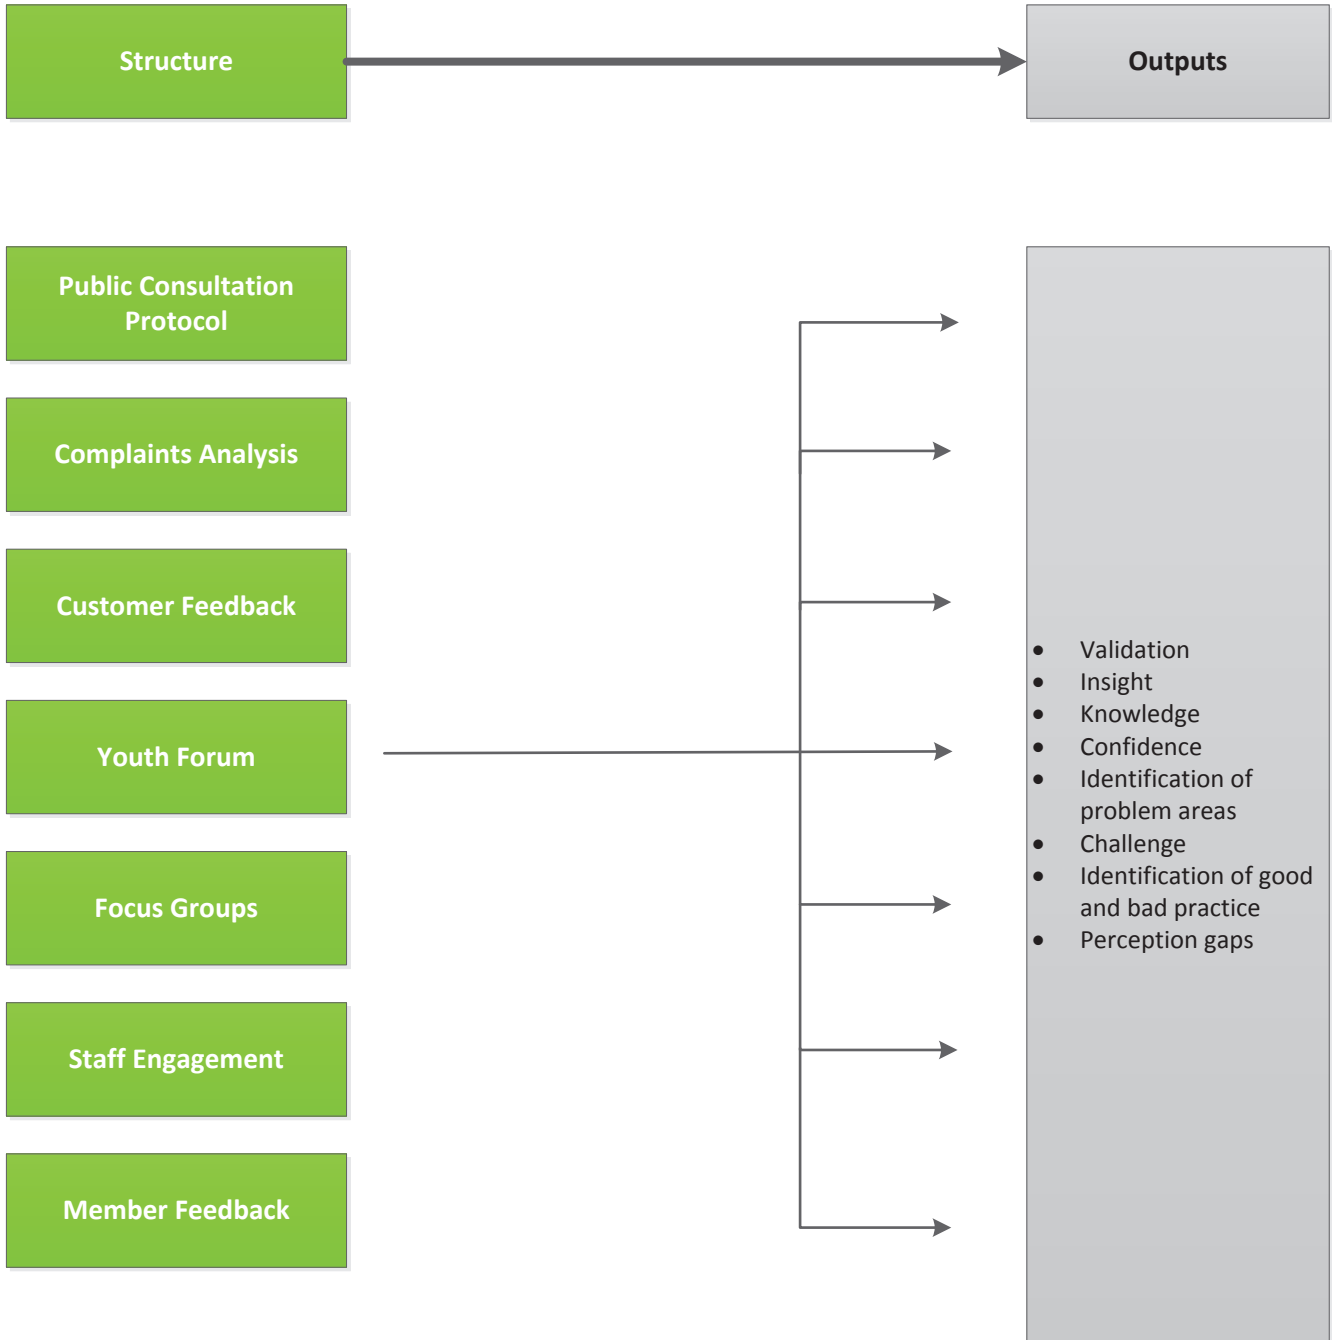 Structure
Outputs
Public Consultation
Protocol
Complaints Analysis
Customer Feedback
Youth Forum
Focus Groups
Staff Engagement
Member Feedback
• Validation
• Insight
• Knowledge
• Confidence
• Identification of
problem areas
• Challenge
• Identification of good
and bad practice
• Perception gaps